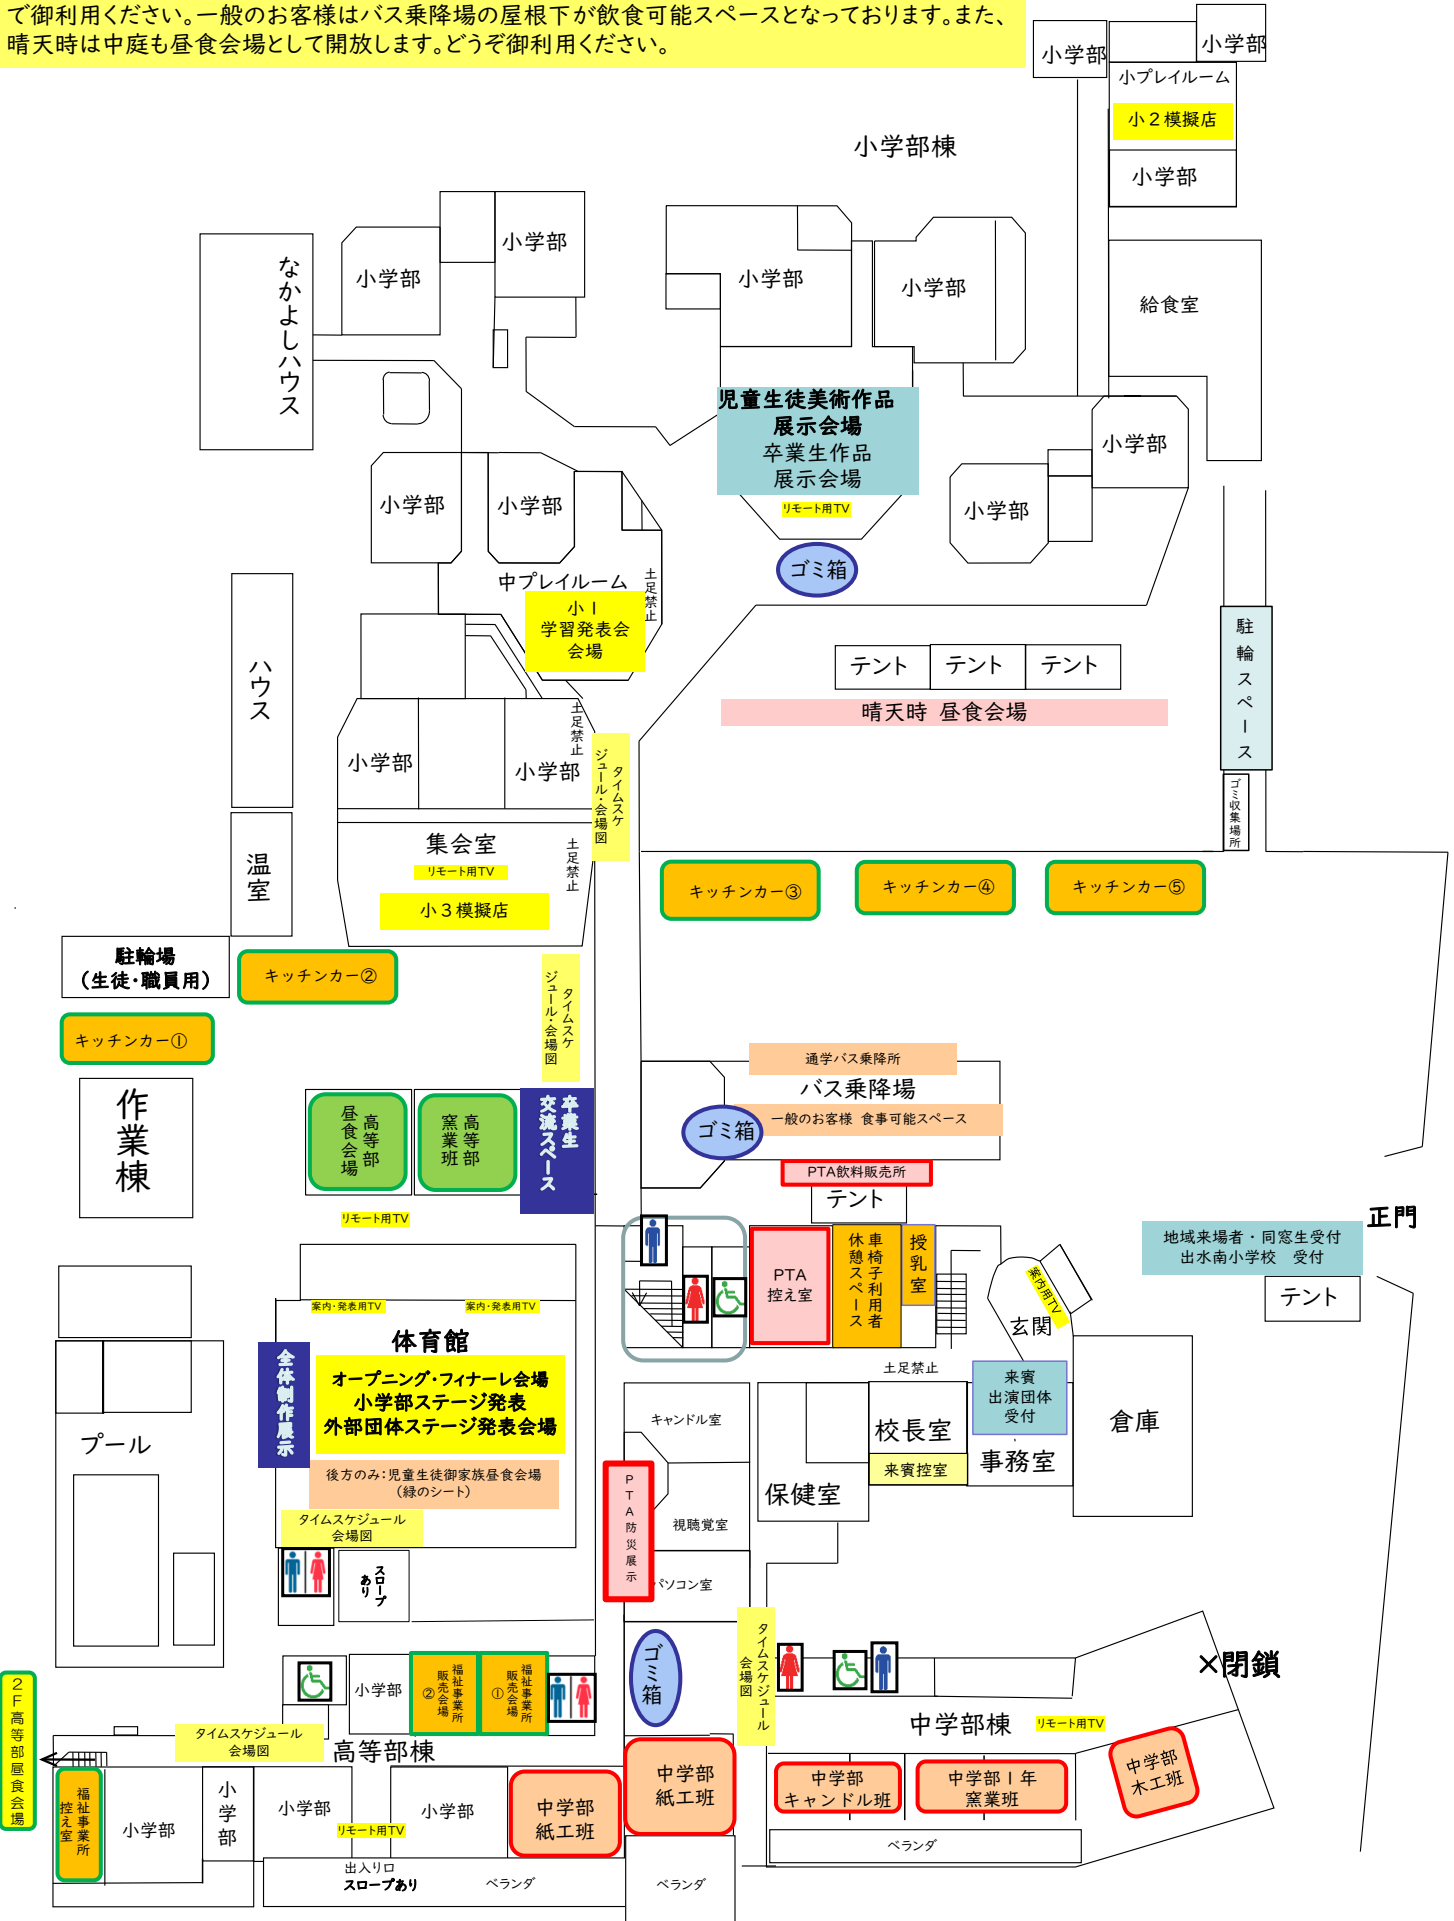 で御利用ください。一般のお客様はバス乗降場の屋根下が飲食可能スペースとなっております。また、
晴天時は中庭も昼食会場として開放します。どうぞ御利用ください。
小学部
小学部
小プレイルーム
小2模擬店
小学部棟
小学部
なかよしハウス
小学部
小学部
小学部
小学部
給食室
児童生徒美術作品
展示会場
卒業生作品
展示会場
リモート用TV
小学部
小学部
小学部
小学部
ゴミ箱
中プレイルーム
土足禁止
小1
学習発表会
会場
ハウス
テント
テント
テント
晴天時 昼食会場
駐輪スペース
土足禁止
小学部
小学部
タイムスケ
ジュール・会場図
ゴミ収集場所
集会室
リモート用TV
土足禁止
小3模擬店
温室
キッチンカー③
キッチンカー④
キッチンカー⑤
駐輪場
(生徒・職員用)
キッチンカー②
タイムスケ
ジュール・会場図
キッチンカー①
作業棟
通学バス乗降所
バス乗降場
一般のお客様 食事可能スペース
ゴミ箱
高等部
昼食会場
高等部
窯業班
卒業生
交流スペース
PTA飲料販売所
テント
リモート用TV
正門
地域来場者・同窓生受付
出水南小学校 受付
テント
PTA
控え室
車椅子利用者
休憩スペース
授乳室
案内用TV
玄関
案内・発表用TV
案内・発表用TV
体育館
オープニング・フィナーレ会場
小学部ステージ発表
外部団体ステージ発表会場
全体制作展示
土足禁止
来賓
出演団体
受付
キャンドル室
校長室
来賓控室
事務室
倉庫
プール
後方のみ:児童生徒御家族昼食会場
(緑のシート)
PTA防災展示
保健室
視聴覚室
タイムスケジュール
会場図
スロープ
あり
パソコン室
ゴミ箱
タイムスケジュール
会場図
×閉鎖
小学部
福祉事業所
販売会場
②
福祉事業所
販売会場
①
2F高等部昼食会場
タイムスケジュール
会場図
高等部棟
中学部棟
リモート用TV
福祉事業所
控え室
小学部
小学部
小学部
リモート用TV
小学部
中学部
紙工班
中学部
紙工班
中学部
キャンドル班
中学部1年
窯業班
中学部
木工班
ベランダ
出入り口
スロープあり
ベランダ
ベランダ